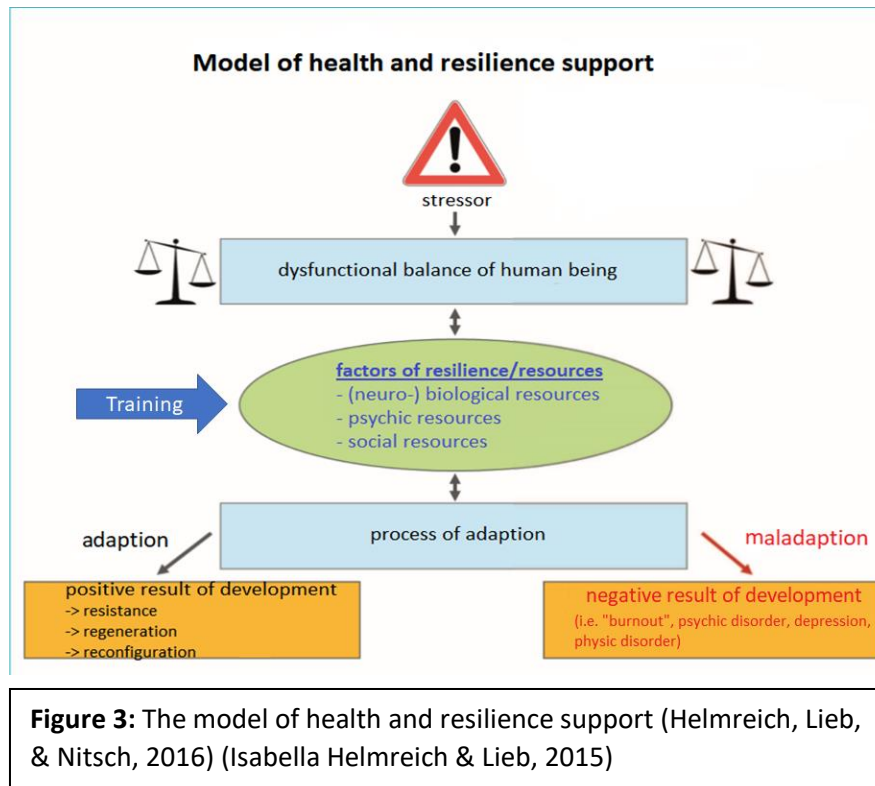 Model of health and resilience support
stressor
dysfunctional balance of human being
factors of resilience/resources
- (neuro-) biological resources
- psychic resources
- social resources
Training
process of adaption
adaption
maladaption
positive result of development
-> resistance
-> regeneration
-> reconfiguration
negative result of development
(i.e. "burnout", psychic disorder, depression,
physic disorder)
Figure 3: The model of health and resilience support (Helmreich, Lieb,
& Nitsch, 2016) (Isabella Helmreich & Lieb, 2015)